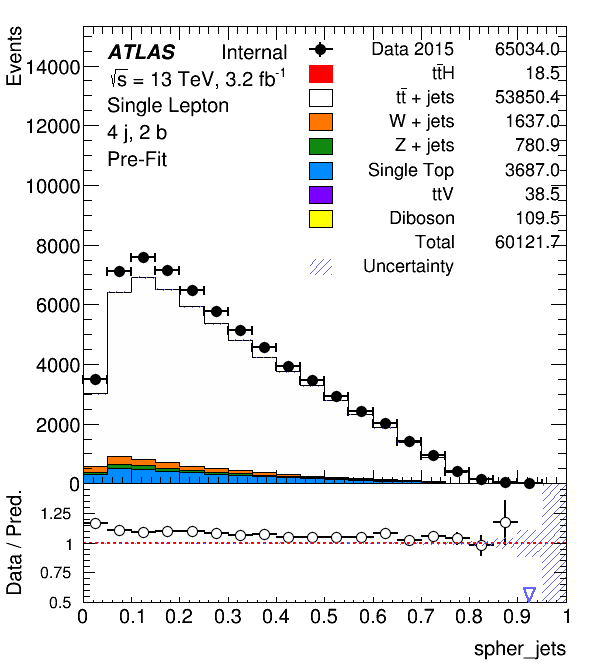 Events
14000
12000
10000
8000
6000
4000
2000
0
ATLAS Internal
√s = 13 TeV, 3.2 fb⁻¹
Single Lepton
4 j, 2 b
Pre-Fit
Data 2015 65034.0
tt̄H 18.5
tt̄ + jets 53850.4
W + jets 1637.0
Z + jets 780.9
Single Top 3687.0
ttV 38.5
Diboson 109.5
Total 60121.7
Uncertainty
Data / Pred.
1.25
1
0.75
0.5
0 0.1 0.2 0.3 0.4 0.5 0.6 0.7 0.8 0.9 1
spher_jets